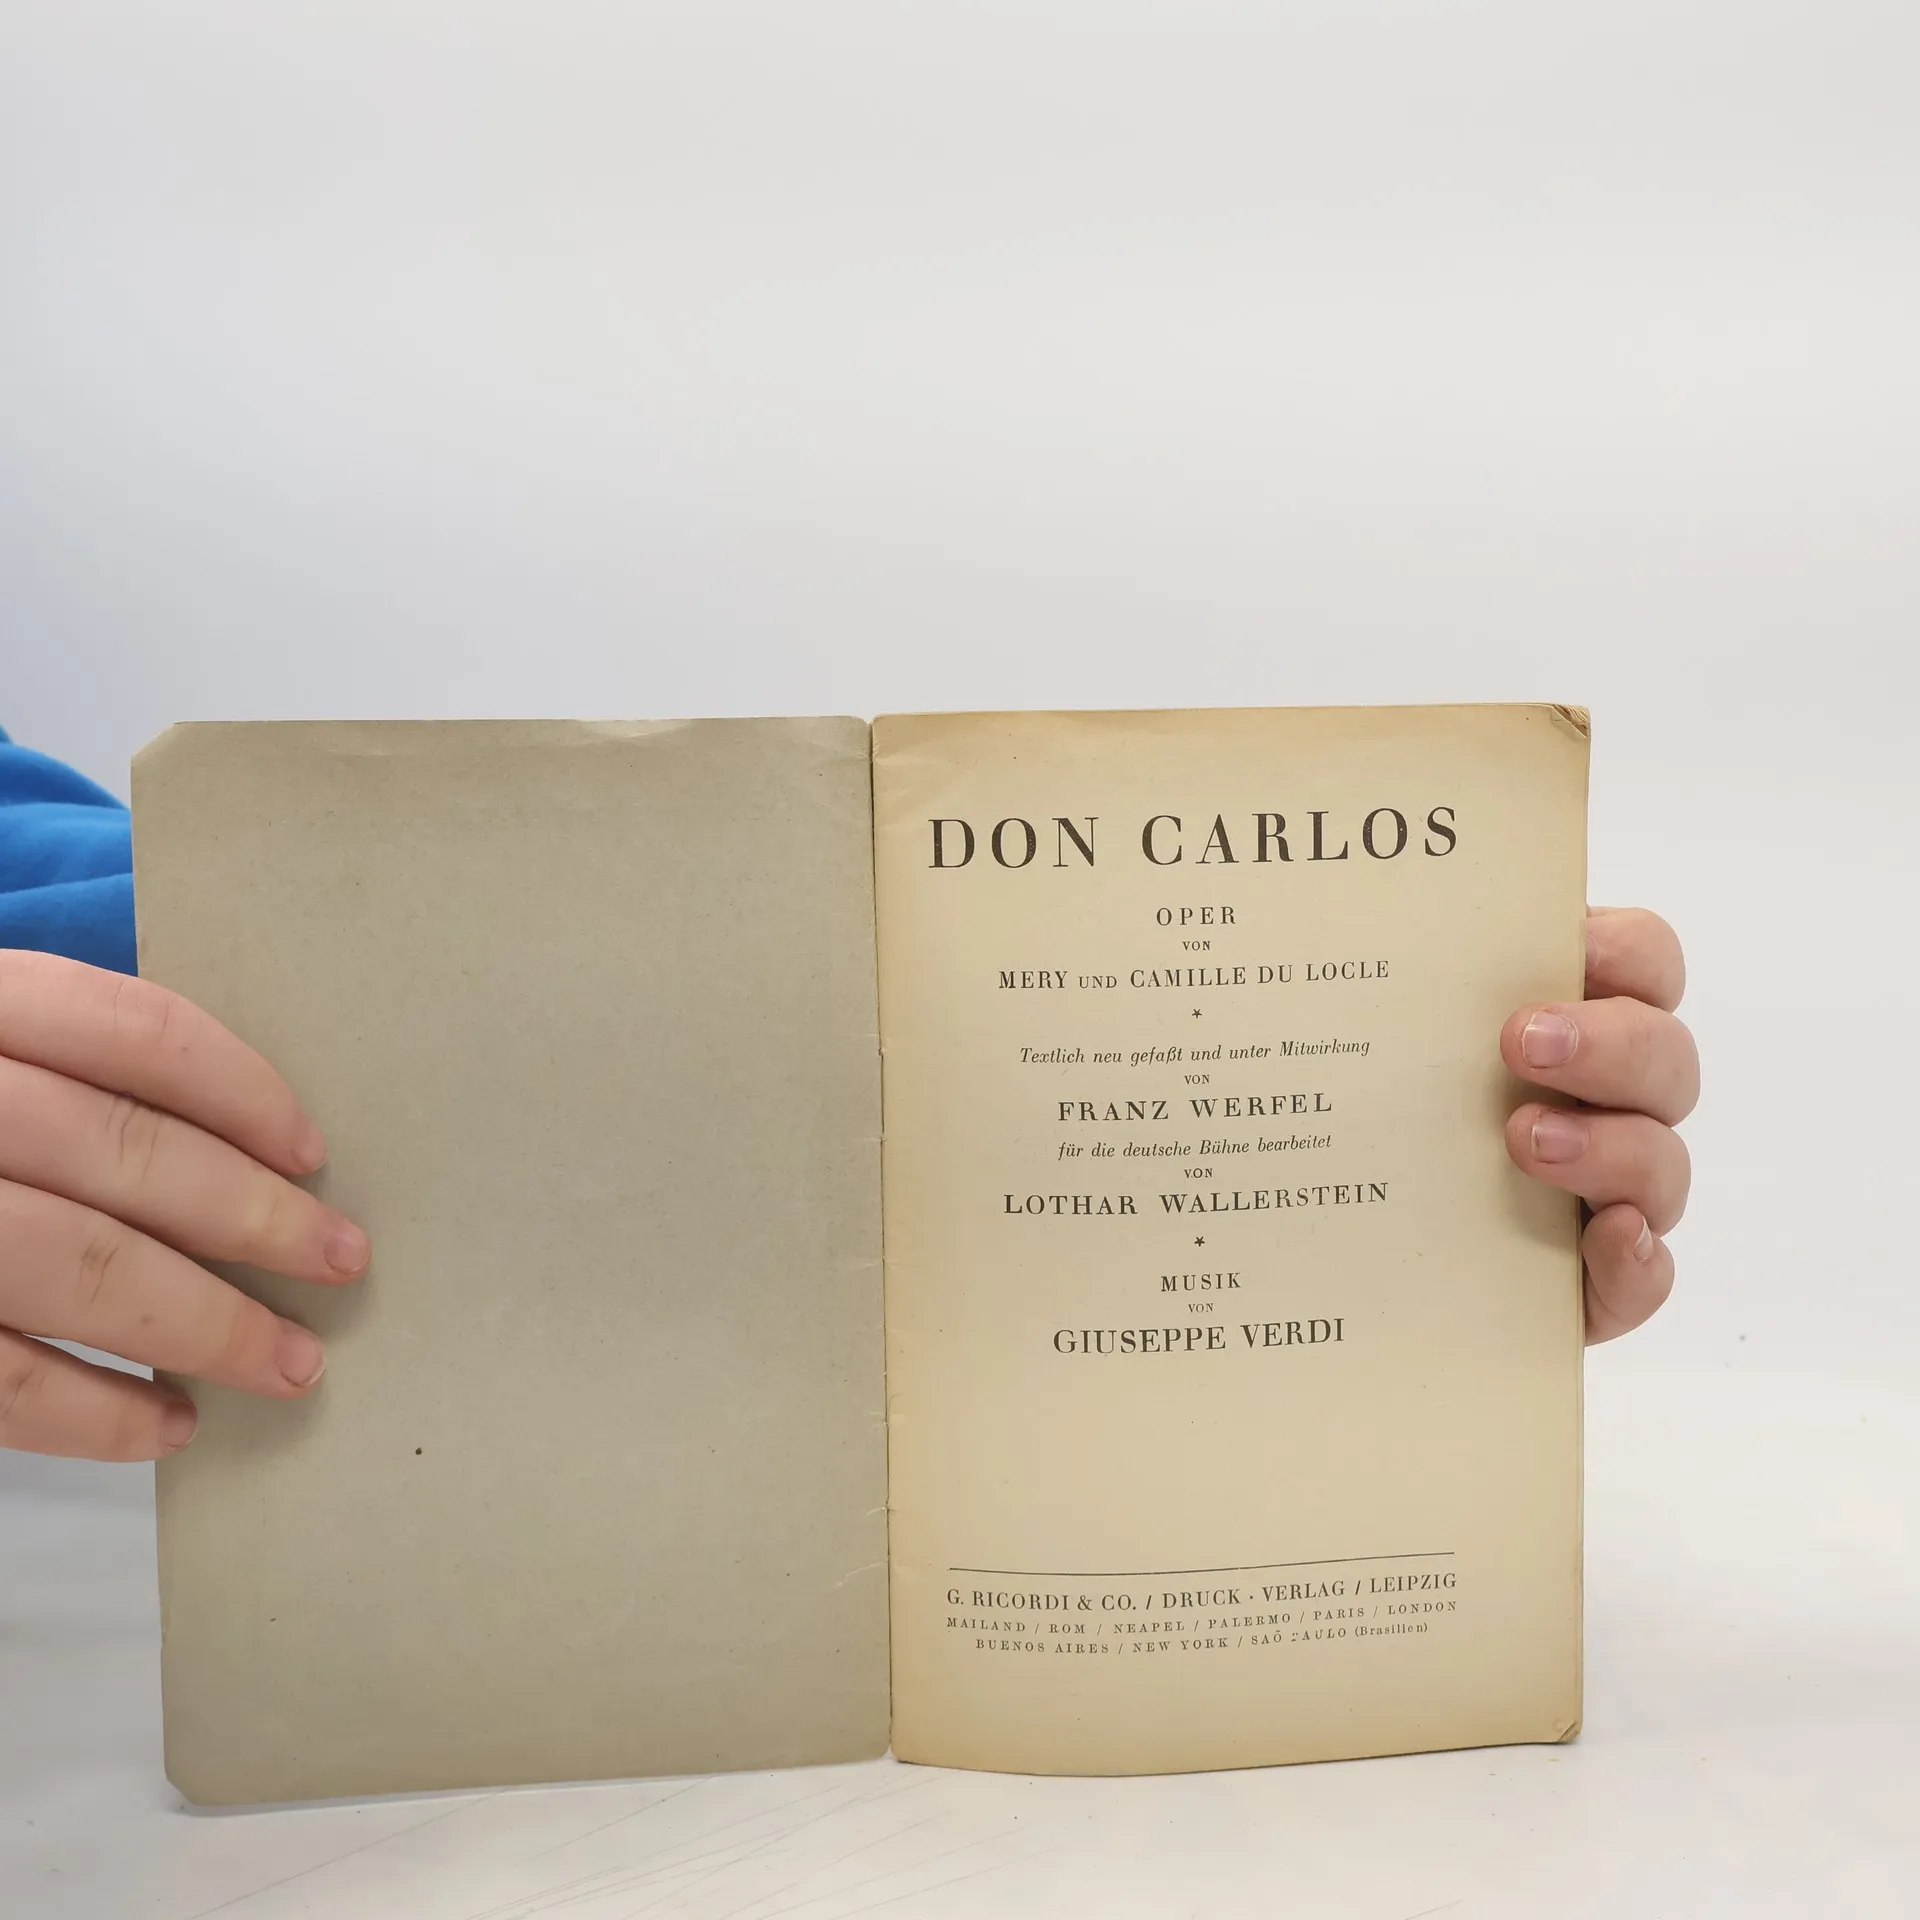 DON CARLOS
OPER
VON
MERY UND CAMILLE DU LOCLE
*
Textlich neu gefaßt und unter Mitwirkung
VON
FRANZ WERFEL
für die deutsche Bühne bearbeitet
VON
LOTHAR WALLERSTEIN
*
MUSIK
VON
GIUSEPPE VERDI
G. RICORDI & CO. / DRUCK · VERLAG / LEIPZIG
MAILAND / ROM / NEAPEL / PALERMO / PARIS / LONDON
BUENOS AIRES / NEW YORK / SAÕ PAULO (Brasilien)